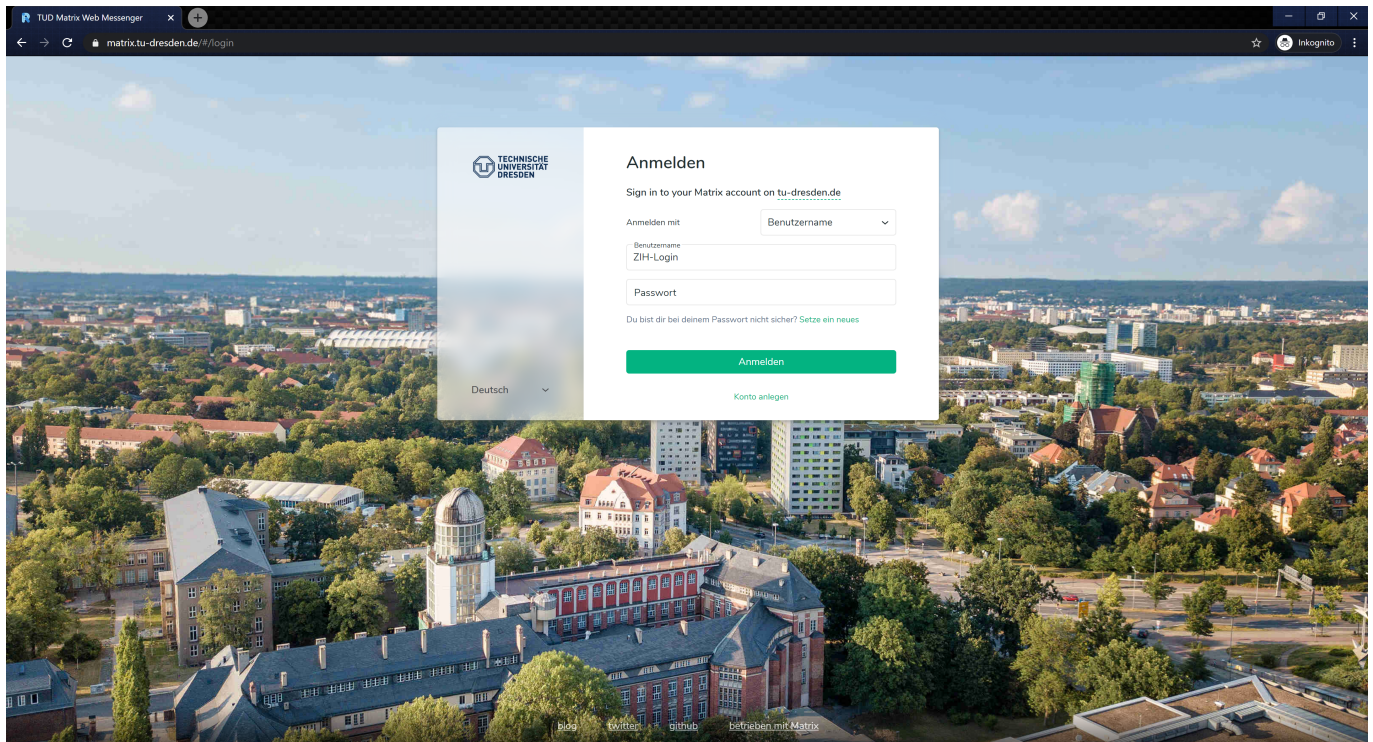 TUD Matrix Web Messenger
matrix.tu-dresden.de/#/login
Inkognito
TECHNISCHE
UNIVERSITÄT
DRESDEN
Deutsch
Anmelden
Sign in to your Matrix account on tu-dresden.de
Anmelden mit
Benutzername
Benutzername
ZIH-Login
Passwort
Du bist dir bei deinem Passwort nicht sicher? Setze ein neues
Anmelden
Konto anlegen
blog twitter github betrieben mit Matrix